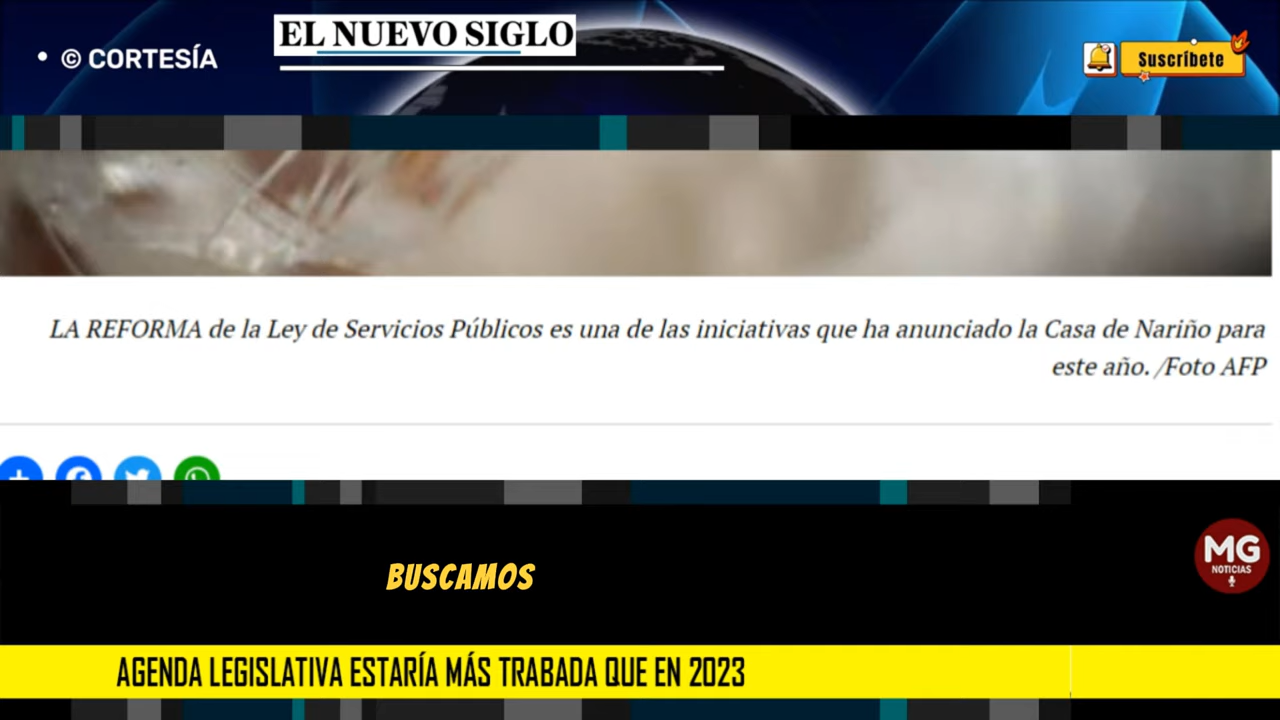 • © CORTESÍA
EL NUEVO SIGLO
Suscríbete
LA REFORMA de la Ley de Servicios Públicos es una de las iniciativas que ha anunciado la Casa de Nariño para
este año. /Foto AFP
BUSCAMOS
MG
NOTICIAS
AGENDA LEGISLATIVA ESTARÍA MÁS TRABADA QUE EN 2023